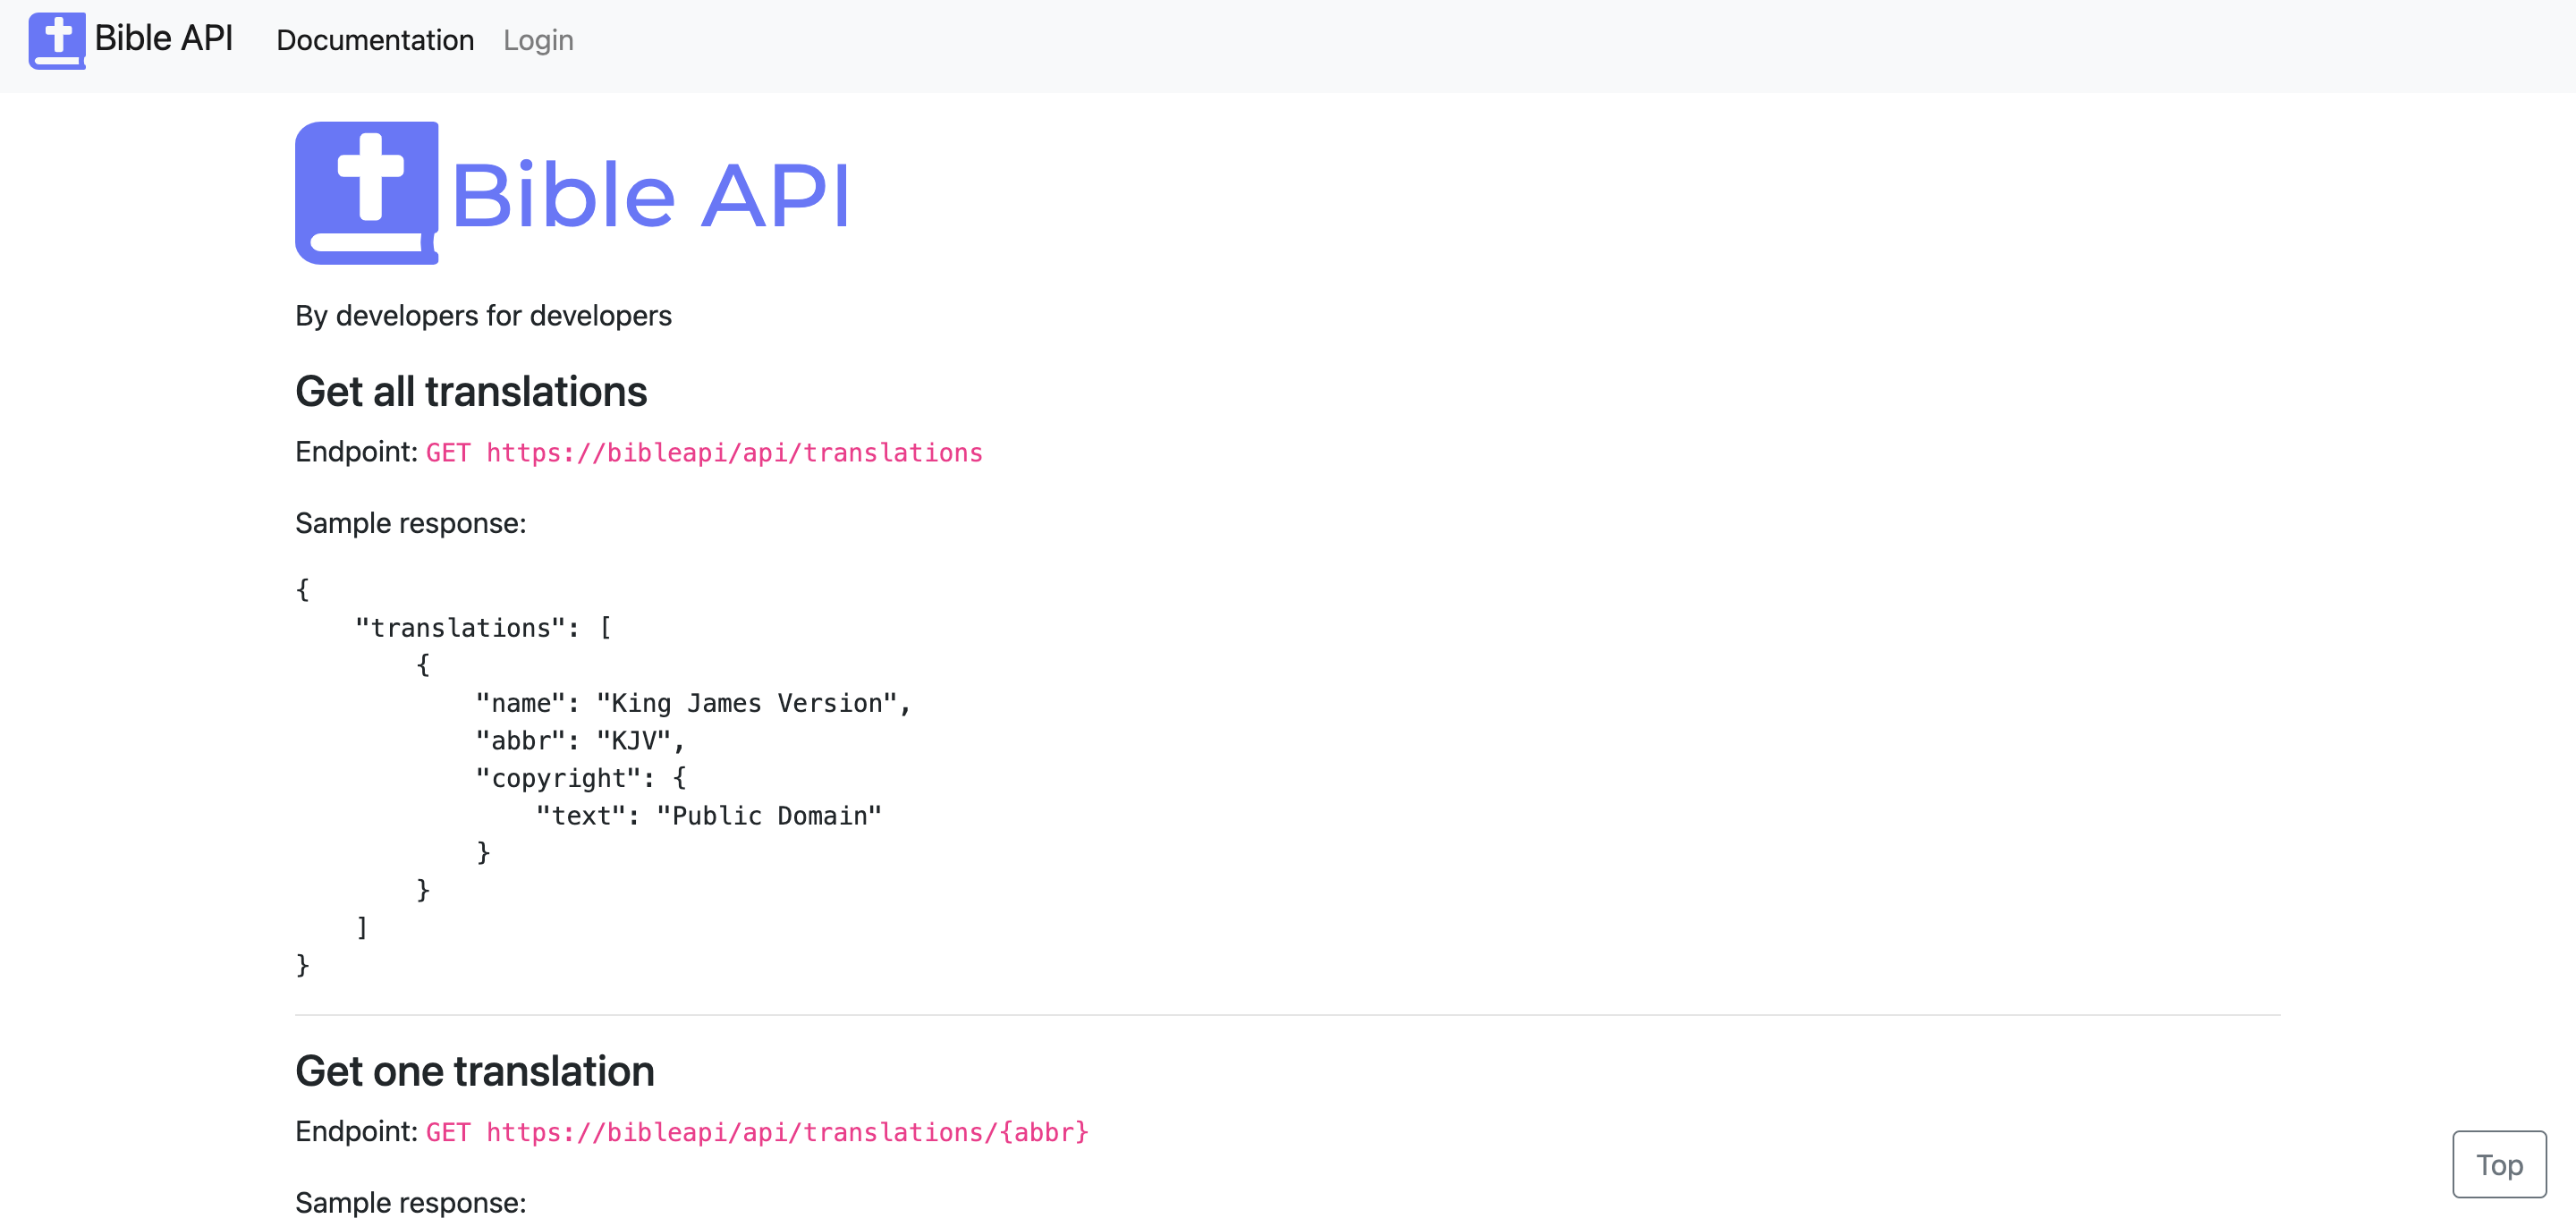 Bible API Documentation Login
Bible API
By developers for developers
Get all translations
Endpoint: GET https://bibleapi/api/translations
Sample response:
{
    "translations": [
        {
            "name": "King James Version",
            "abbr": "KJV",
            "copyright": {
                "text": "Public Domain"
            }
        }
    ]
}
Get one translation
Endpoint: GET https://bibleapi/api/translations/{abbr}
Top
Sample response: